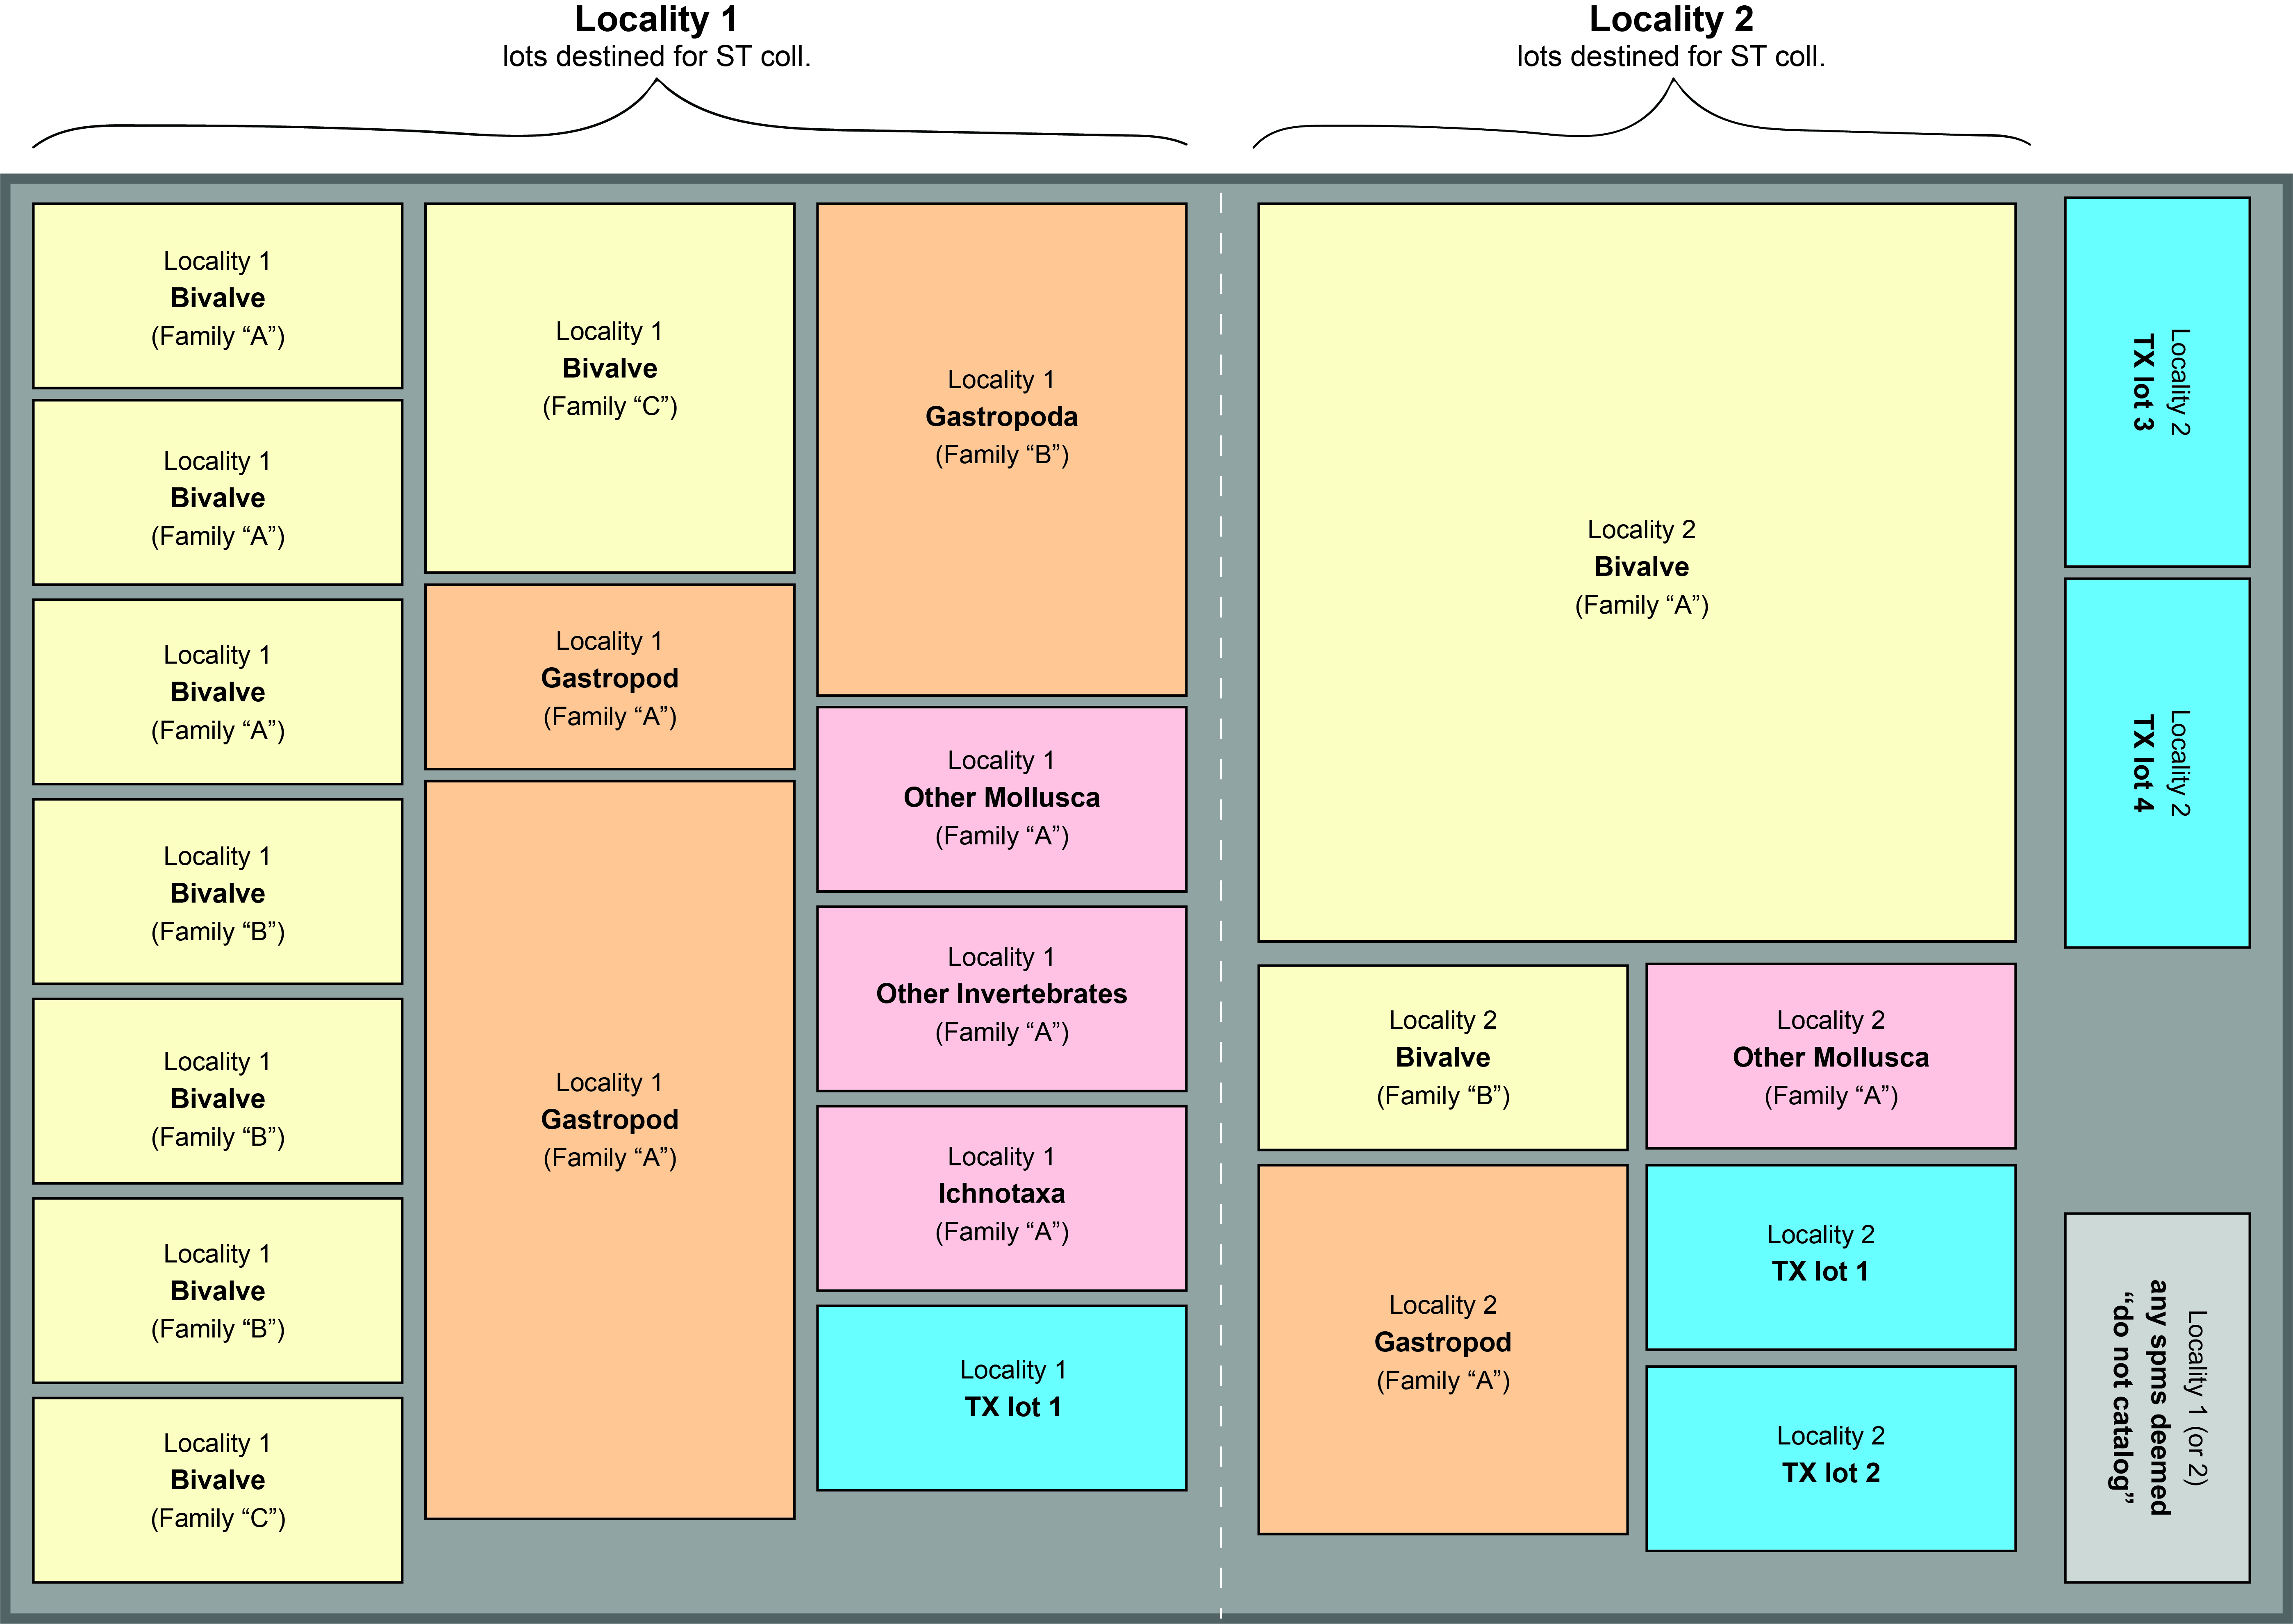 Locality 1
lots destined for ST coll.
Locality 2
lots destined for ST coll.
Locality 1
Bivalve
(Family “A”)
Locality 1
Bivalve
(Family “A”)
Locality 1
Bivalve
(Family “A”)
Locality 1
Bivalve
(Family “B”)
Locality 1
Bivalve
(Family “B”)
Locality 1
Bivalve
(Family “B”)
Locality 1
Bivalve
(Family “C”)
Locality 1
Bivalve
(Family “C”)
Locality 1
Gastropod
(Family “A”)
Locality 1
Gastropod
(Family “A”)
Locality 1
Gastropoda
(Family “B”)
Locality 1
Other Mollusca
(Family “A”)
Locality 1
Other Invertebrates
(Family “A”)
Locality 1
Ichnotaxa
(Family “A”)
Locality 1
TX lot 1
Locality 2
Bivalve
(Family “A”)
Locality 2
Bivalve
(Family “B”)
Locality 2
Gastropod
(Family “A”)
Locality 2
Other Mollusca
(Family “A”)
Locality 2
TX lot 1
Locality 2
TX lot 2
Locality 2
TX lot 3
Locality 2
TX lot 4
Locality 1 (or 2)
any spms deemed
“do not catalog”